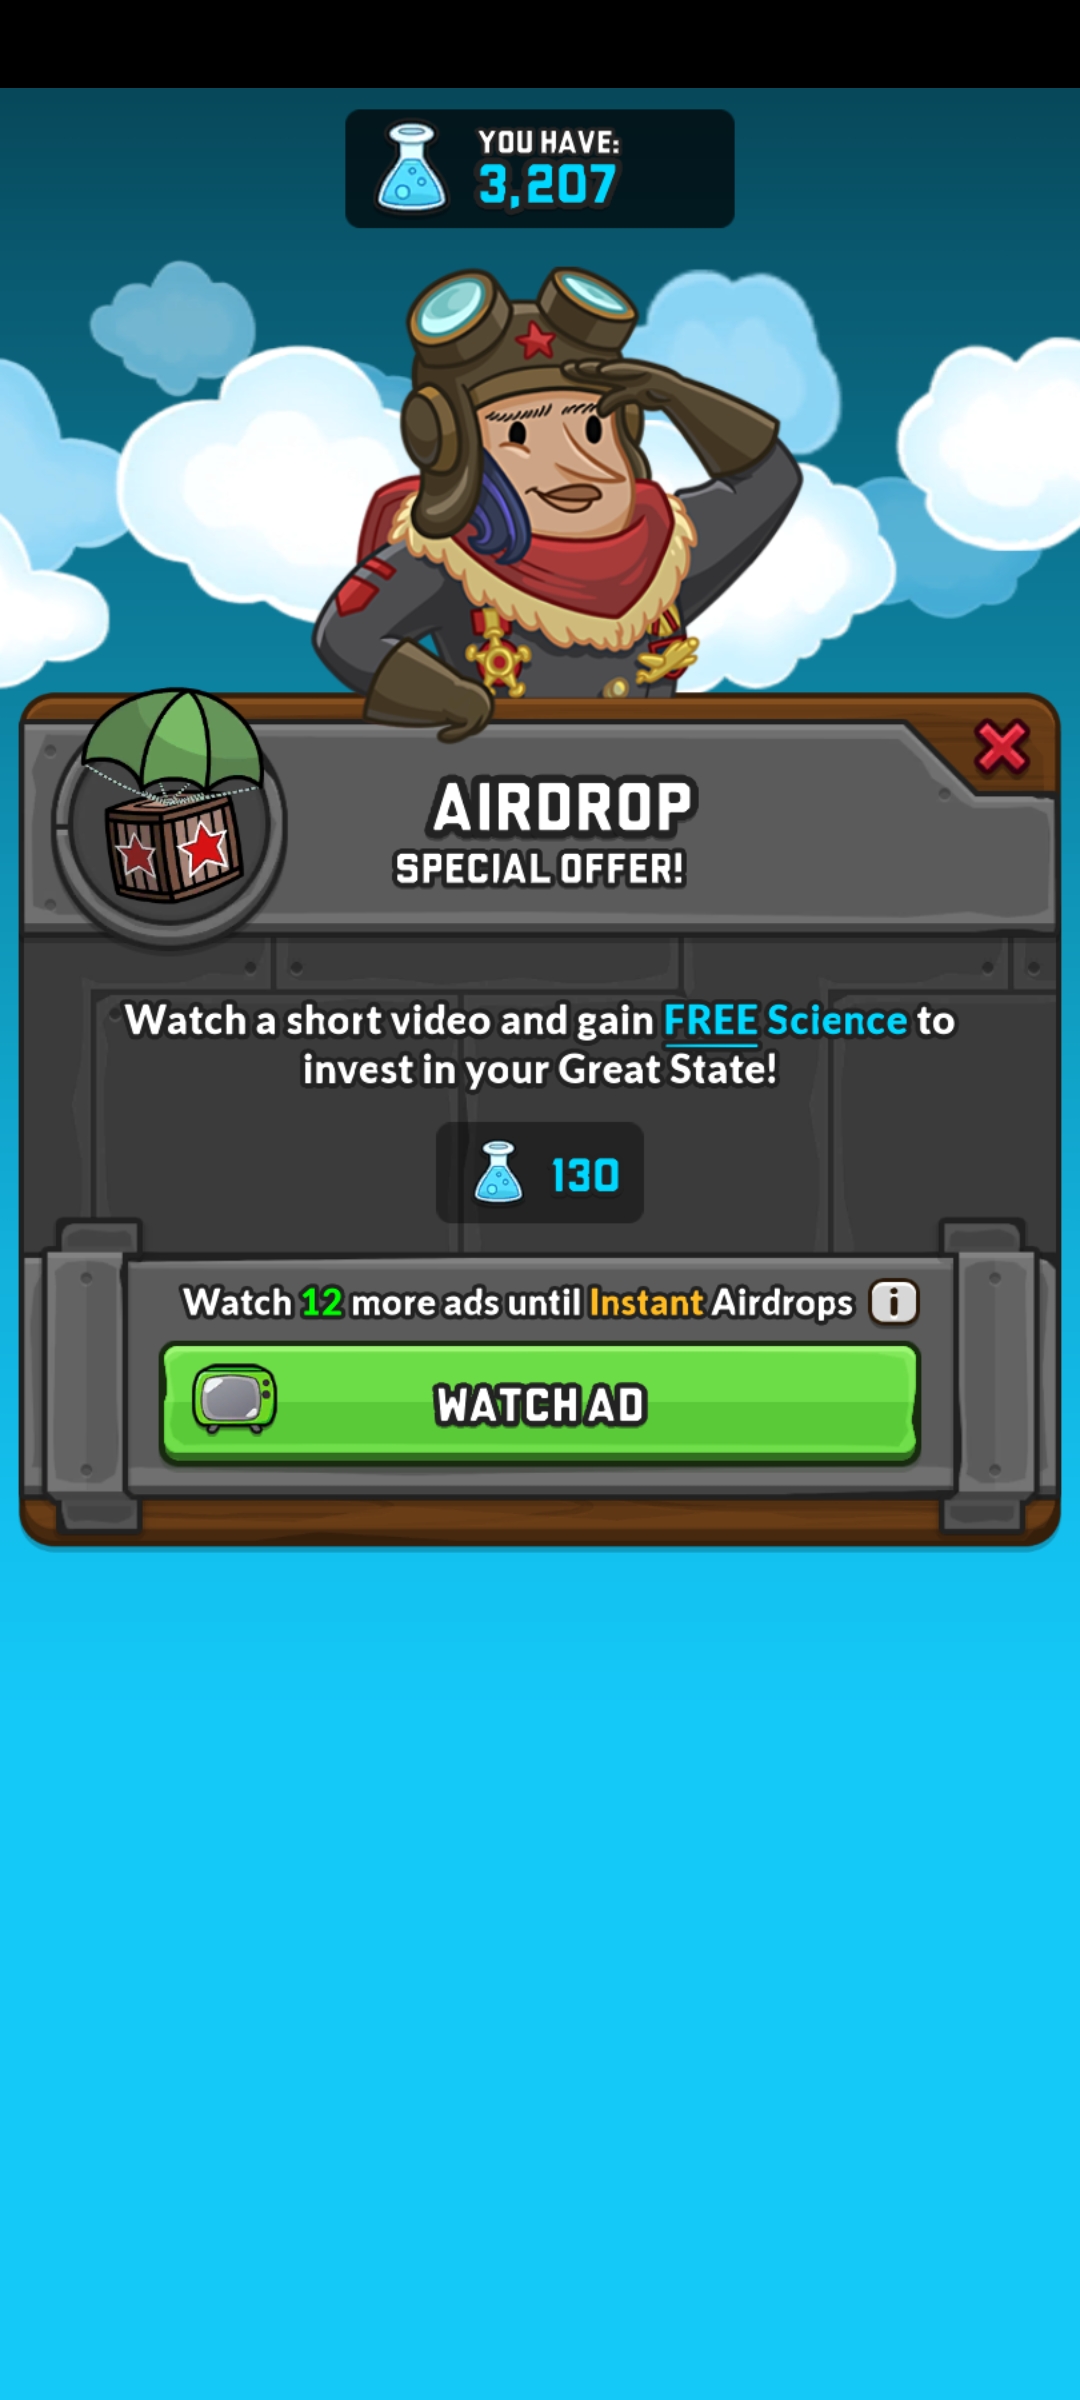 YOU HAVE:
3,207
AIRDROP
SPECIAL OFFER!
Watch a short video and gain FREE Science to
invest in your Great State!
130
Watch 12 more ads until Instant Airdrops i
WATCH AD